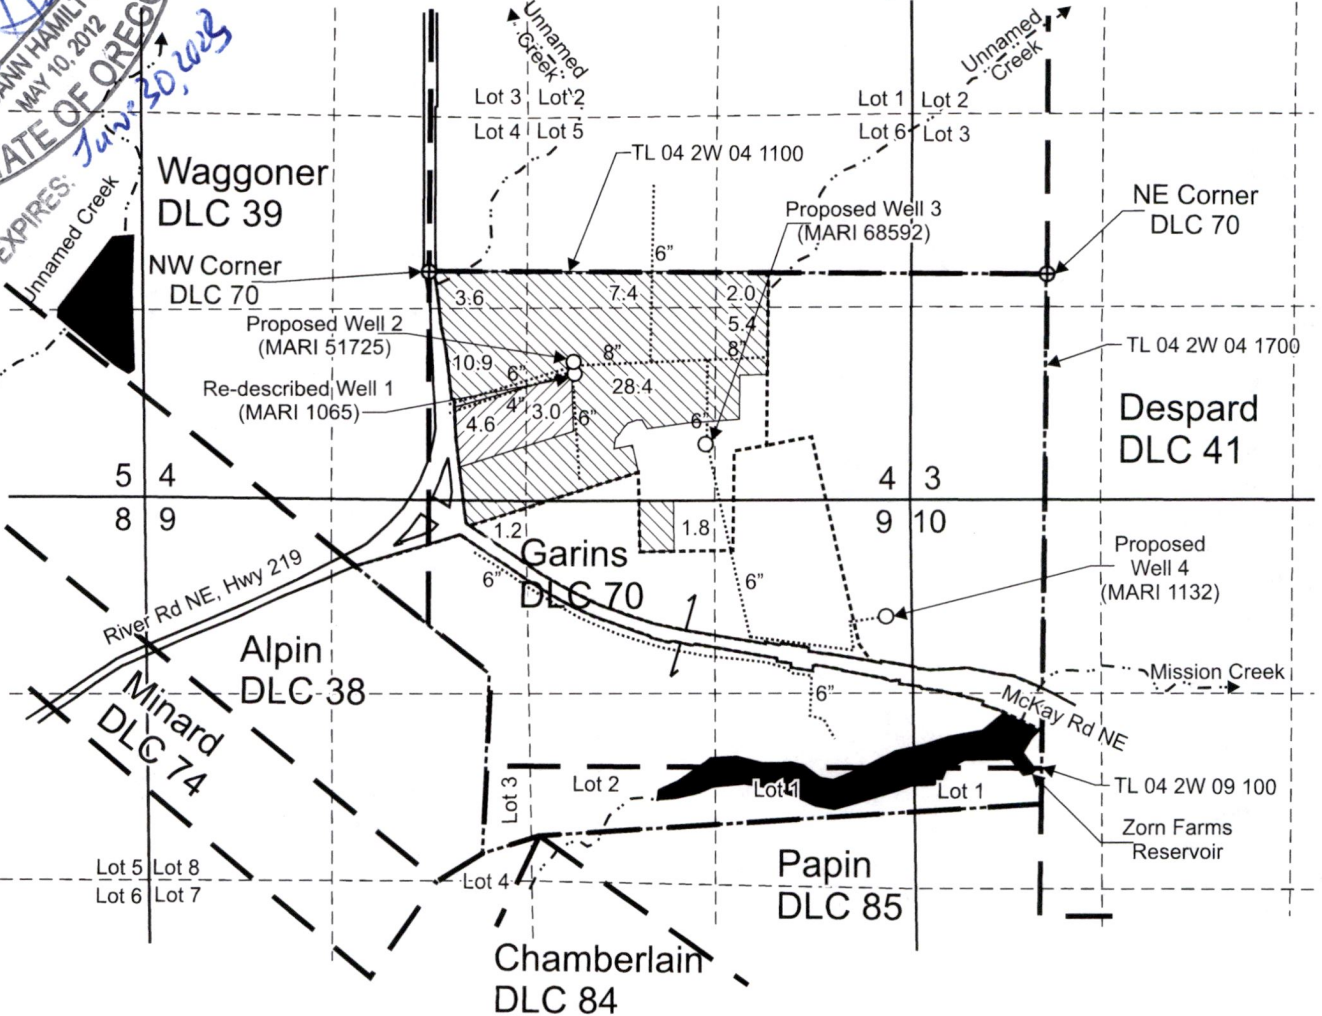 ANN HAMILT
MAY 10, 2012
ATE OF OREGO
EXPIRES:
30, 2023
Unnamed
Creek
Unnamed
Creek
Lot 3 Lot 2
Lot 4 Lot 5
Lot 1 Lot 2
Lot 6 Lot 3
TL 04 2W 04 1100
Waggoner
DLC 39
Unnamed Creek
Proposed Well 3
(MARI 68592)
NE Corner
DLC 70
NW Corner
DLC 70
6"
3.6
7.4
2.0
5.4
Proposed Well 2
(MARI 51725)
TL 04 2W 04 1700
10.9
6"
8"
8"
Re-described Well 1
(MARI 1065)
28.4
4"
3.0
6"
4.6
6"
Despard
DLC 41
5 4
8 9
4 3
9 10
1.2
1.8
Garins
DLC 70
6"
6"
Proposed
Well 4
(MARI 1132)
River Rd NE, Hwy 219
Alpin
DLC 38
Minard
DLC 74
Mission Creek
6"
McKay Rd NE
Lot 3
Lot 2
Lot 1
Lot 1
TL 04 2W 09 100
Zorn Farms
Reservoir
Lot 5 Lot 8
Lot 6 Lot 7
Lot 4
Papin
DLC 85
Chamberlain
DLC 84